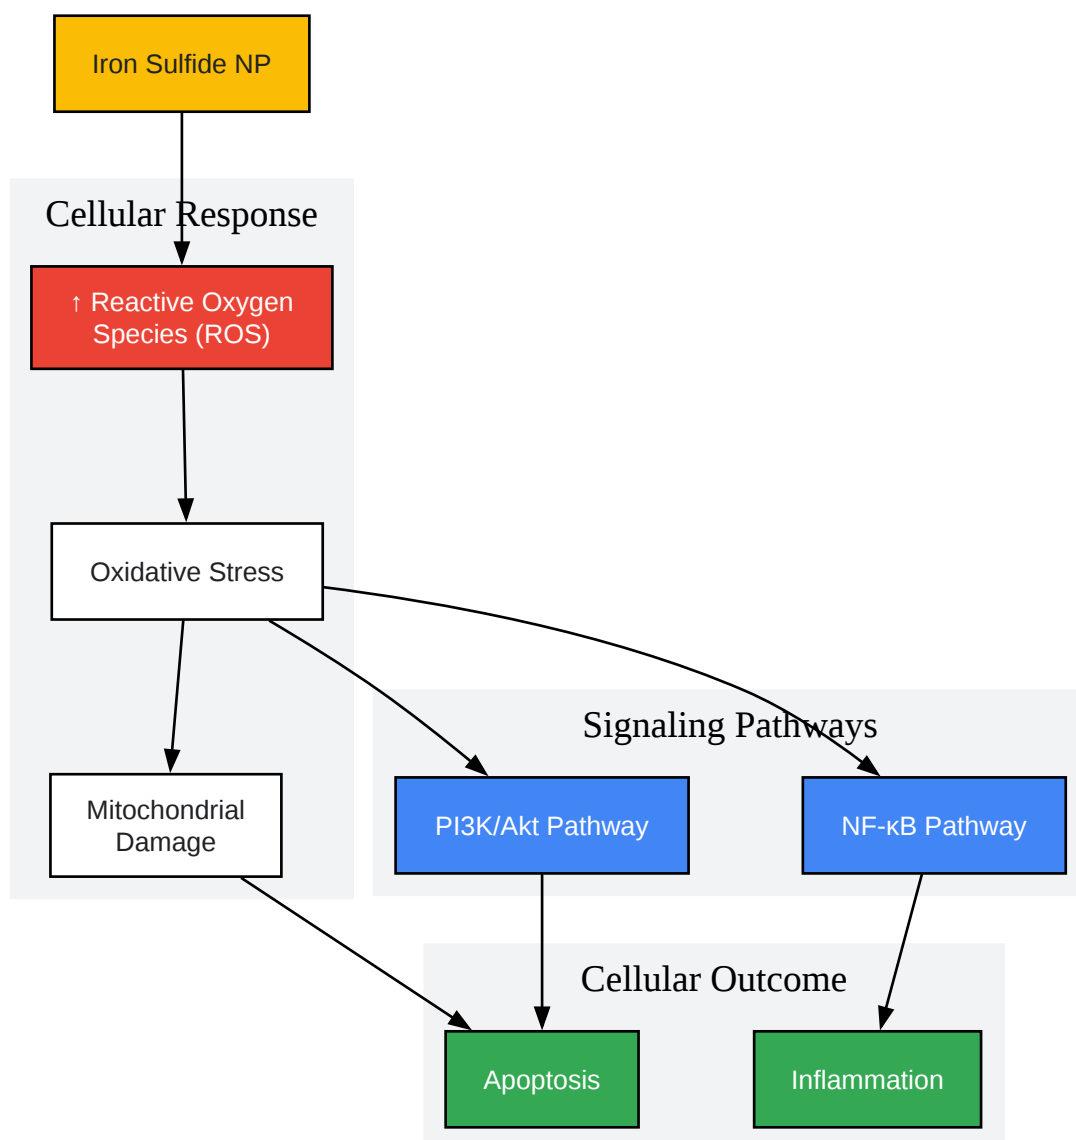 Iron Sulfide NP
Cellular Response
↑ Reactive Oxygen
Species (ROS)
Oxidative Stress
Signaling Pathways
Mitochondrial
Damage
PI3K/Akt Pathway
NF-κB Pathway
Cellular Outcome
Apoptosis
Inflammation